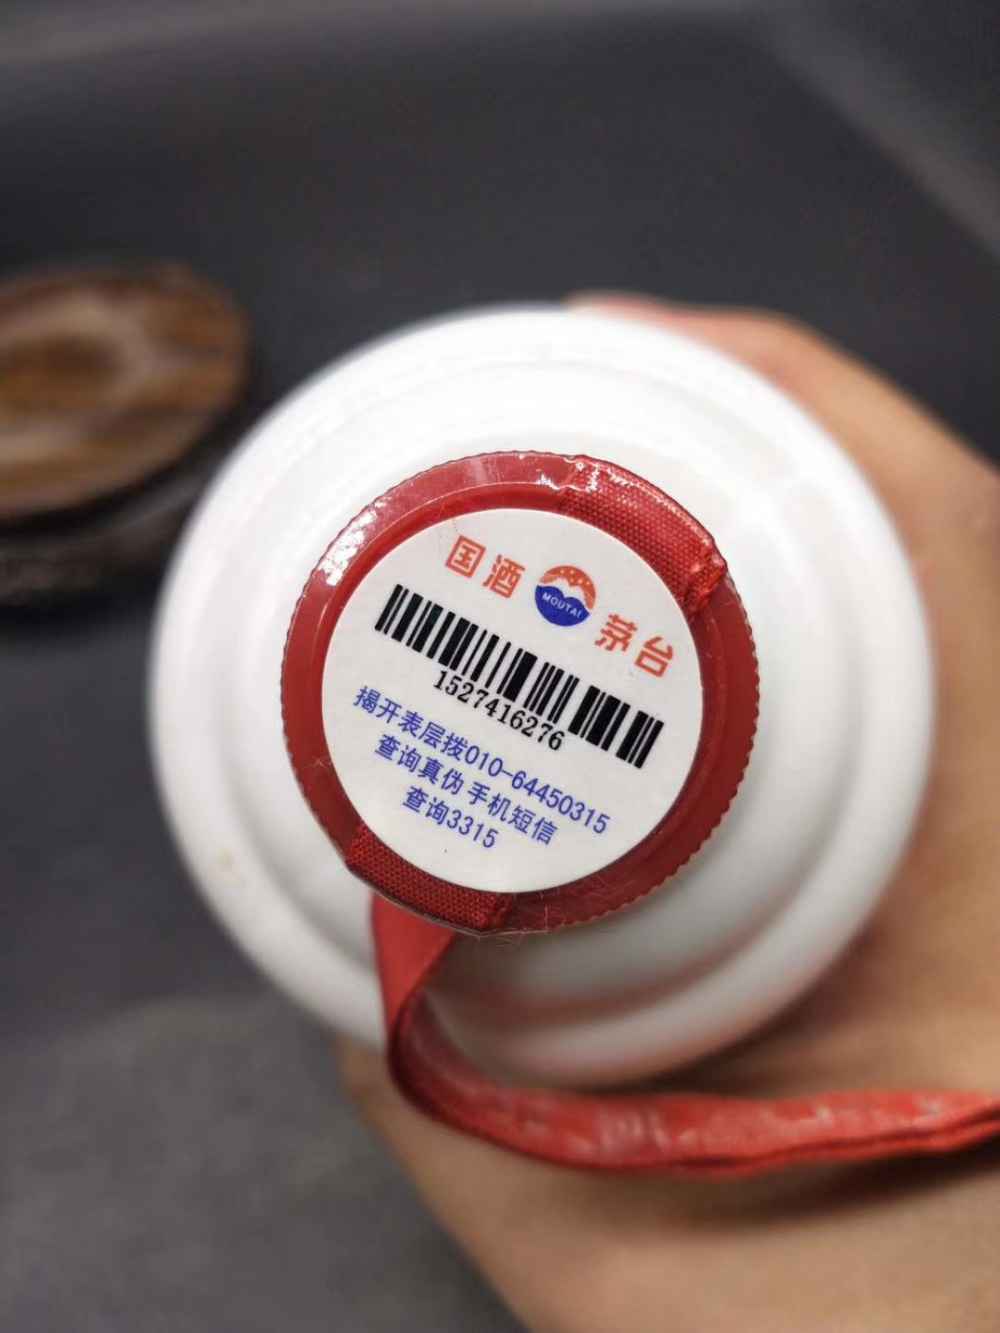 国酒 MOUTAI 茅台
1527416276
揭开表层拨010-64450315
查询真伪 手机短信
查询3315